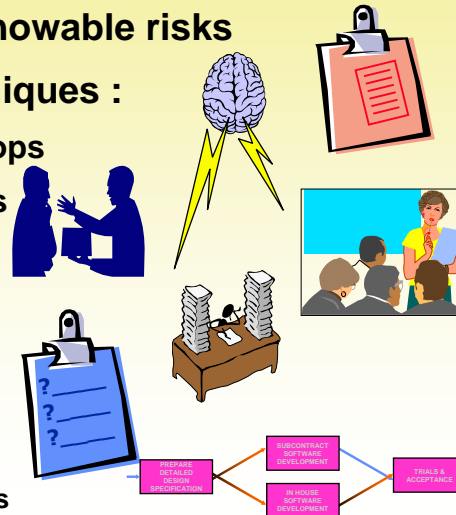 nowable risks
iques :
ops
s
?
?
?
SUBCONTRACT
SOFTWARE
DEVELOPMENT
PREPARE
DETAILED
DESIGN
SPECIFICATION
TRIALS &
ACCEPTANCE
IN HOUSE
SOFTWARE
DEVELOPMENT
s